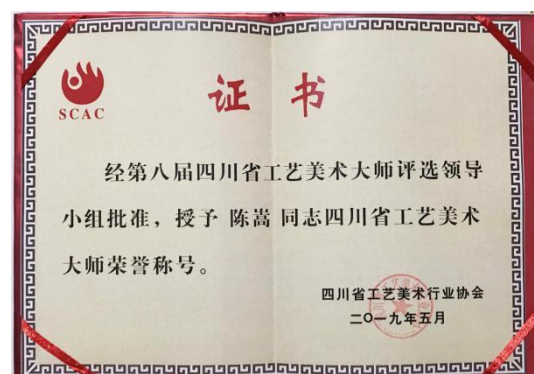 SCAC
证书
经第八届四川省工艺美术大师评选领导
小组批准，授予 陈嵩 同志四川省工艺美术
大师荣誉称号。
四川省工艺美术行业协会
二〇一九年五月